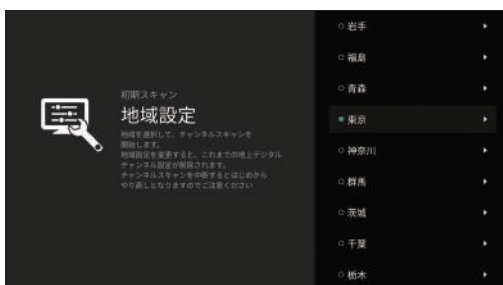 初期スキャン
地域設定
地域を選択して、チャンネルスキャンを
開始します。
地域設定を変更すると、これまでの地上デジタル
チャンネル設定が削除されます。
チャンネルスキャンを中断するとはじめから
やり直しとなりますのでご注意ください
岩手
福島
青森
東京
神奈川
群馬
茨城
千葉
栃木